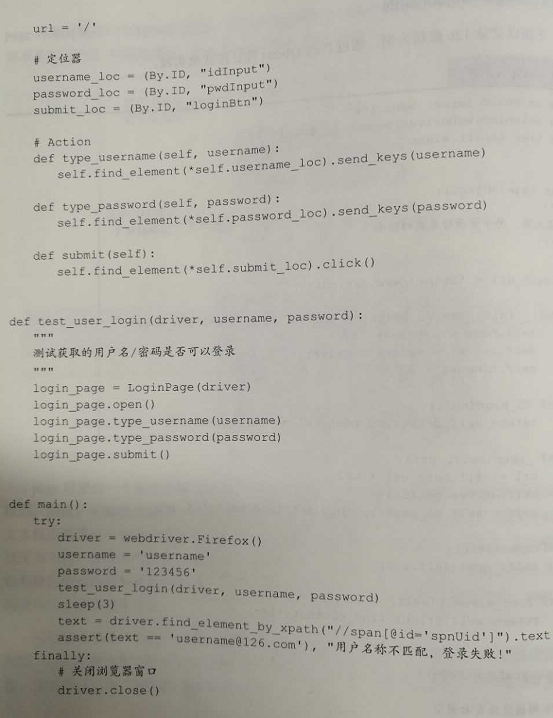 url = '/'
# 定位器
username_loc = (By.ID, "idInput")
password_loc = (By.ID, "pwdInput")
submit_loc = (By.ID, "loginBtn")
# Action
def type_username(self, username):
self.find_element(*self.username_loc).send_keys(username)
def type_password(self, password):
self.find_element(*self.password_loc).send_keys(password)
def submit(self):
self.find_element(*self.submit_loc).click()
def test_user_login(driver, username, password):
"""
测试获取的用户名/密码是否可以登录
"""
login_page = LoginPage(driver)
login_page.open()
login_page.type_username(username)
login_page.type_password(password)
login_page.submit()
def main():
try:
driver = webdriver.Firefox()
username = 'username'
password = '123456'
test_user_login(driver, username, password)
sleep(3)
text = driver.find_element_by_xpath("//span[@id='spnUid']").text
assert(text == 'username@126.com'), "用户名称不匹配，登录失败!"
finally:
# 关闭浏览器窗口
driver.close()